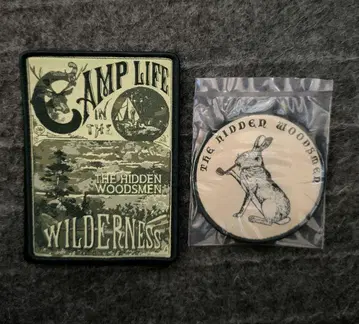 CAMP LIFE
IN
THE
THE HIDDEN
WOODSMEN
WILDERNESS
THE HIDDEN WOODSMEN